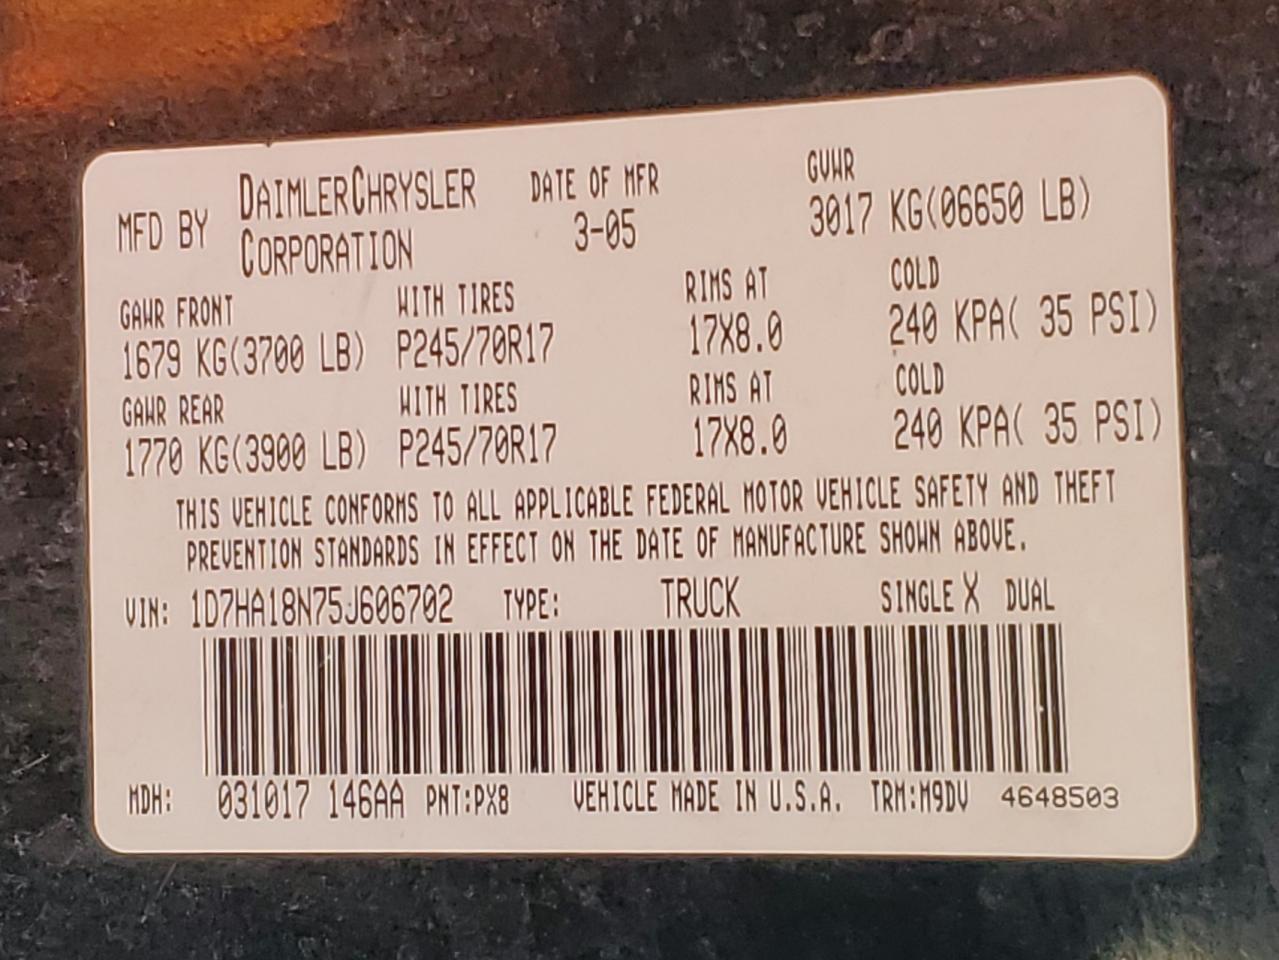 MFD BY DAIMLERCHRYSLER CORPORATION DATE OF MFR 3-05 GVWR 3017 KG(06650 LB)
GAWR FRONT WITH TIRES RIMS AT COLD
1679 KG(3700 LB) P245/70R17 17X8.0 240 KPA( 35 PSI)
GAWR REAR WITH TIRES RIMS AT COLD
1770 KG(3900 LB) P245/70R17 17X8.0 240 KPA( 35 PSI)
THIS VEHICLE CONFORMS TO ALL APPLICABLE FEDERAL MOTOR VEHICLE SAFETY AND THEFT
PREVENTION STANDARDS IN EFFECT ON THE DATE OF MANUFACTURE SHOWN ABOVE.
VIN: 1D7HA18N75J606702 TYPE: TRUCK SINGLE X DUAL
MDH: 031017 146AA PNT:PX8 VEHICLE MADE IN U.S.A. TRM:M9DV 4648503